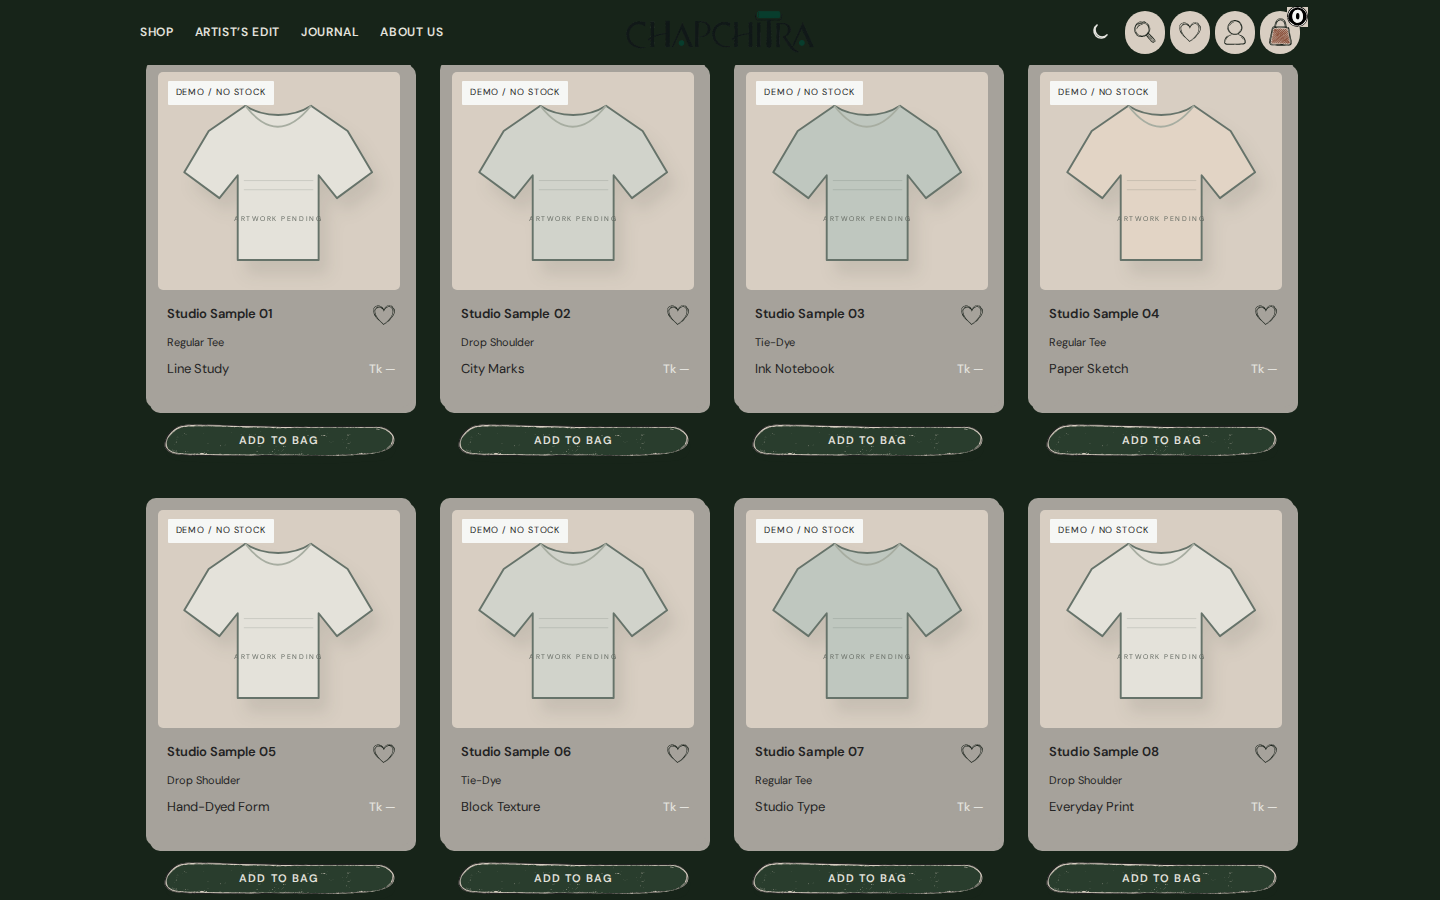 SHOP ARTIST'S EDIT JOURNAL ABOUT US CHAPCHITRA 0
DEMO / NO STOCK DEMO / NO STOCK DEMO / NO STOCK DEMO / NO STOCK
ARTWORK PENDING ARTWORK PENDING ARTWORK PENDING ARTWORK PENDING
Studio Sample 01 Studio Sample 02 Studio Sample 03 Studio Sample 04
Regular Tee Drop Shoulder Tie-Dye Regular Tee
Line Study Tk — City Marks Tk — Ink Notebook Tk — Paper Sketch Tk —
ADD TO BAG ADD TO BAG ADD TO BAG ADD TO BAG
DEMO / NO STOCK DEMO / NO STOCK DEMO / NO STOCK DEMO / NO STOCK
ARTWORK PENDING ARTWORK PENDING ARTWORK PENDING ARTWORK PENDING
Studio Sample 05 Studio Sample 06 Studio Sample 07 Studio Sample 08
Drop Shoulder Tie-Dye Regular Tee Drop Shoulder
Hand-Dyed Form Tk — Block Texture Tk — Studio Type Tk — Everyday Print Tk —
ADD TO BAG ADD TO BAG ADD TO BAG ADD TO BAG